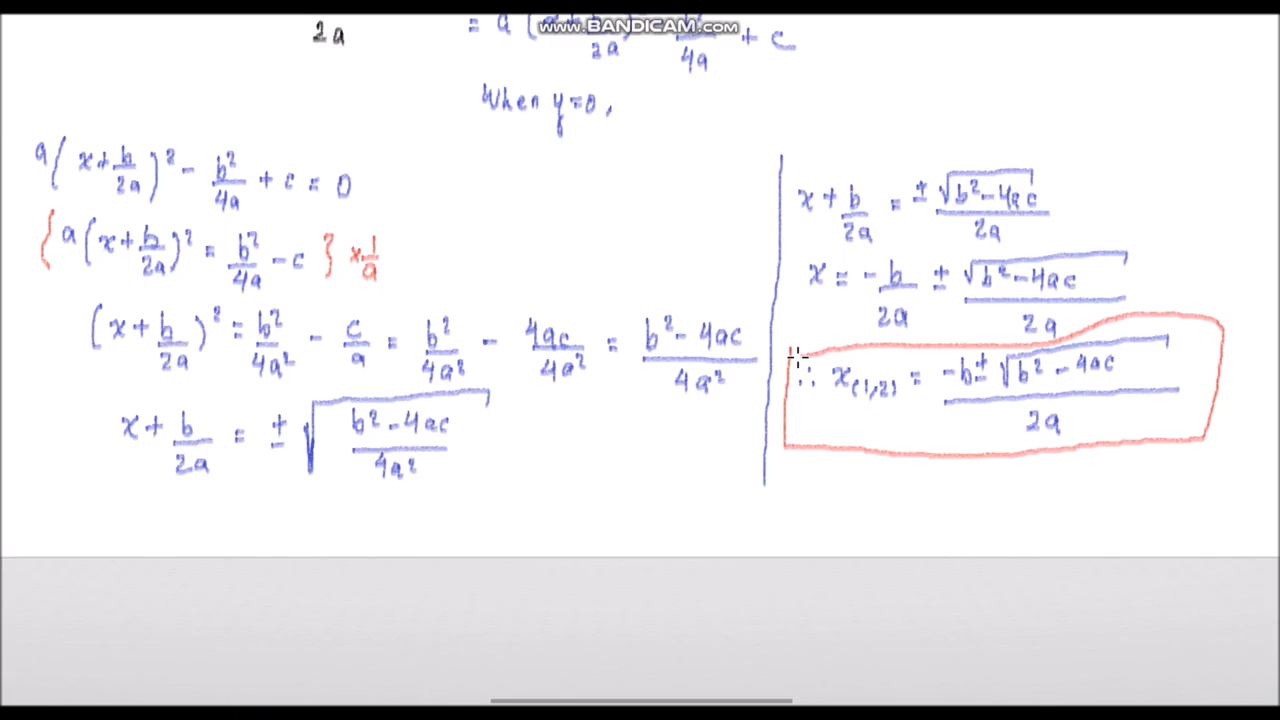 www.BANDICAM.com
2a
= a (x + b/2a) b²/4a + c
When y=0,
a(x + b/2a)² - b²/4a + c = 0
{a(x + b/2a)² = b²/4a - c} × 1/a
(x + b/2a)² = b²/4a² - c/a = b²/4a² - 4ac/4a² = b² - 4ac/4a²
x + b/2a = ± √b² - 4ac/4a²
x + b/2a = ± √b² - 4ac/2a
x = -b/2a ± √b² - 4ac/2a
∴ x(1,2) = -b ± √b² - 4ac/2a